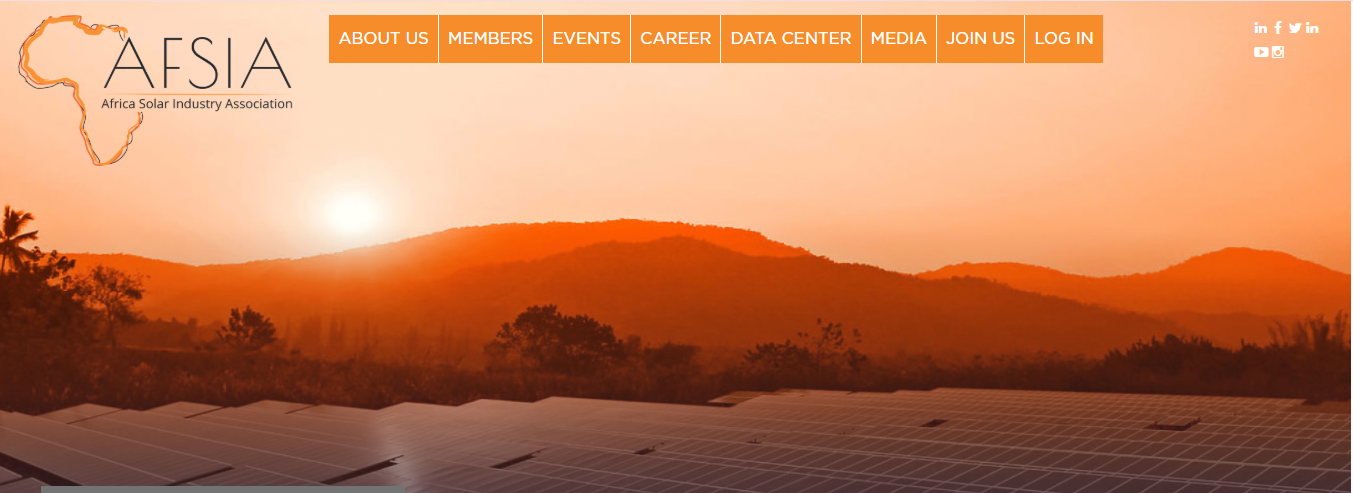 AFSIA
Africa Solar Industry Association
ABOUT US MEMBERS EVENTS CAREER DATA CENTER MEDIA JOIN US LOG IN